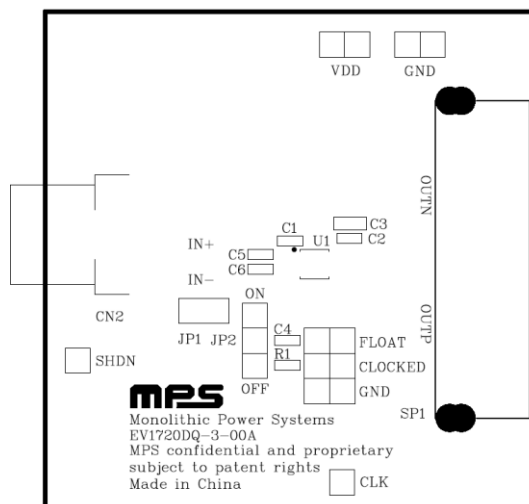 VDD GND
OUTN
C1 C3
IN+ U1 C2
C5
C6
IN-
ON
CN2
JP1 JP2 C4 OUTP
FLOAT
SHDN R1 CLOCKED
OFF GND
SP1
MPS
Monolithic Power Systems
EV1720DQ-3-00A
MPS confidential and proprietary
subject to patent rights
Made in China
CLK